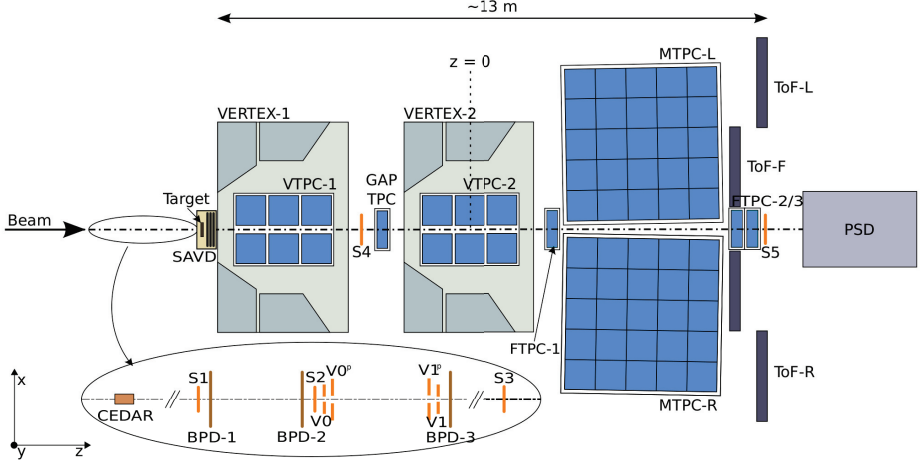 ~13 m
MTPC-L
z = 0
ToF-L
VERTEX-1
VERTEX-2
ToF-F
GAP
TPC
VTPC-1
VTPC-2
Target
FTPC-2/3
Beam
PSD
SAVD
S4
S5
FTPC-1
ToF-R
MTPC-R
x
y
z
CEDAR
S1
BPD-1
S2
V0ᵖ
BPD-2
V0
V1ᵖ
V1
BPD-3
S3